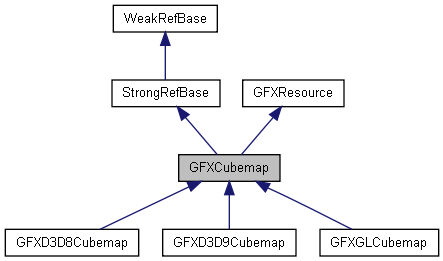 WeakRefBase
StrongRefBase
GFXResource
GFXCubemap
GFXD3D8Cubemap
GFXD3D9Cubemap
GFXGLCubemap